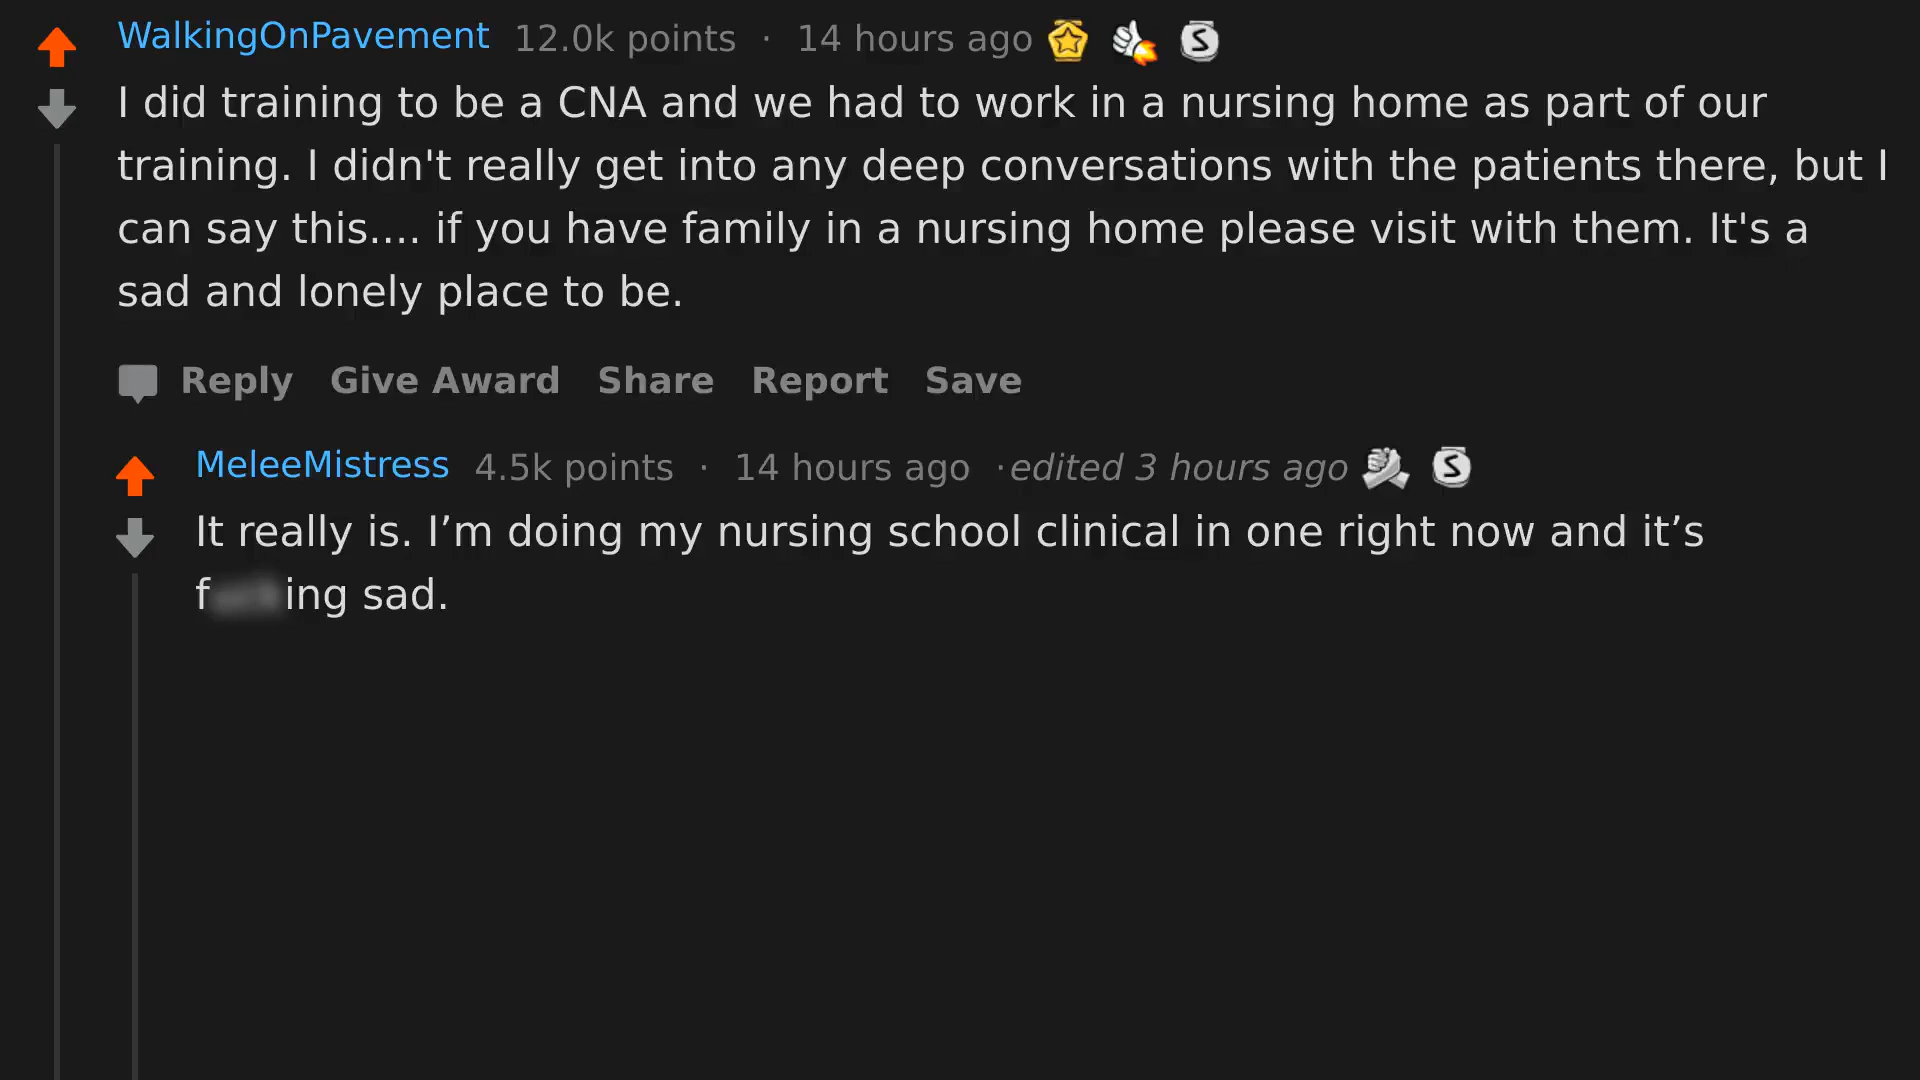 WalkingOnPavement 12.0k points · 14 hours ago
I did training to be a CNA and we had to work in a nursing home as part of our
training. I didn't really get into any deep conversations with the patients there, but I
can say this.... if you have family in a nursing home please visit with them. It's a
sad and lonely place to be.
Reply Give Award Share Report Save
MeleeMistress 4.5k points · 14 hours ago ·edited 3 hours ago
It really is. I’m doing my nursing school clinical in one right now and it’s
f ing sad.